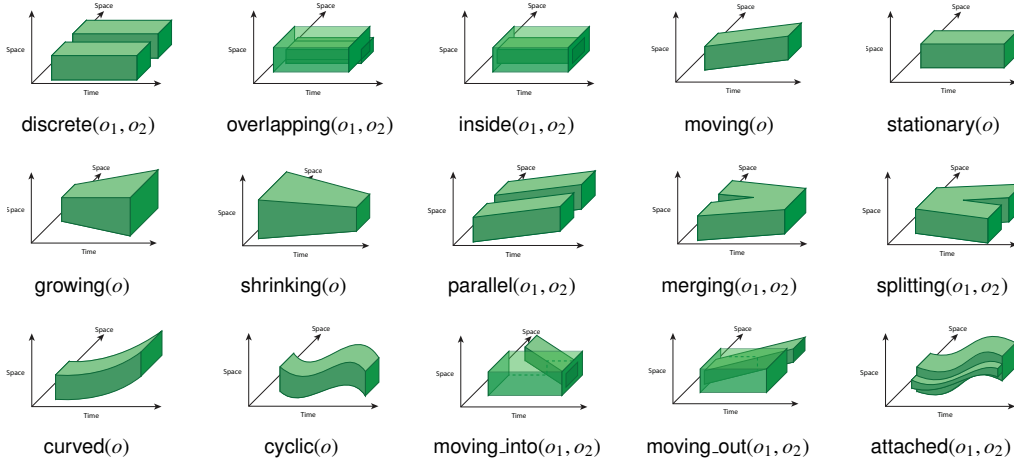 Space Space Space Space Space
Space Space Space Space Space
Time Time Time Time Time
discrete(o₁, o₂) overlapping(o₁, o₂) inside(o₁, o₂) moving(o) stationary(o)
Space Space Space Space Space
Space Space Space Space Space
Time Time Time Time Time
growing(o) shrinking(o) parallel(o₁, o₂) merging(o₁, o₂) splitting(o₁, o₂)
Space Space Space Space Space
Space Space Space Space Space
Time Time Time Time Time
curved(o) cyclic(o) moving_into(o₁, o₂) moving_out(o₁, o₂) attached(o₁, o₂)